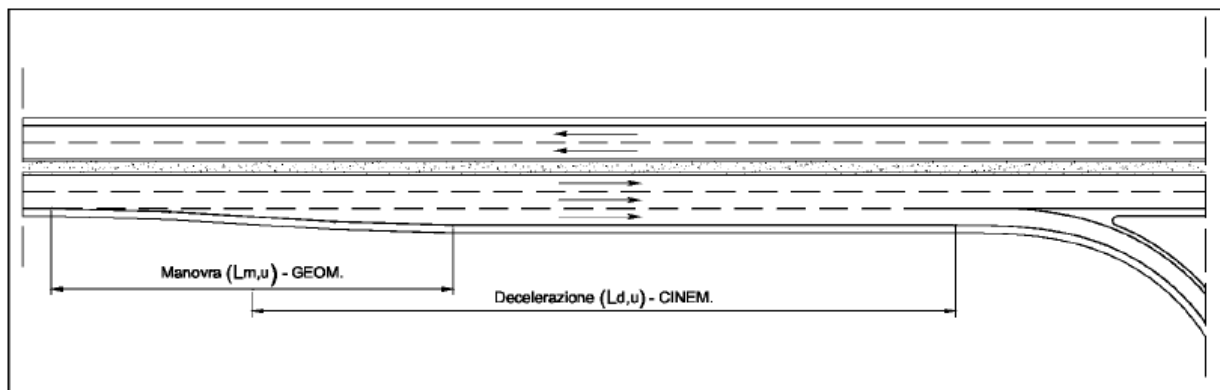 Manovra (Lm,u) - GEOM.
Decelerazione (Ld,u) - CINEM.